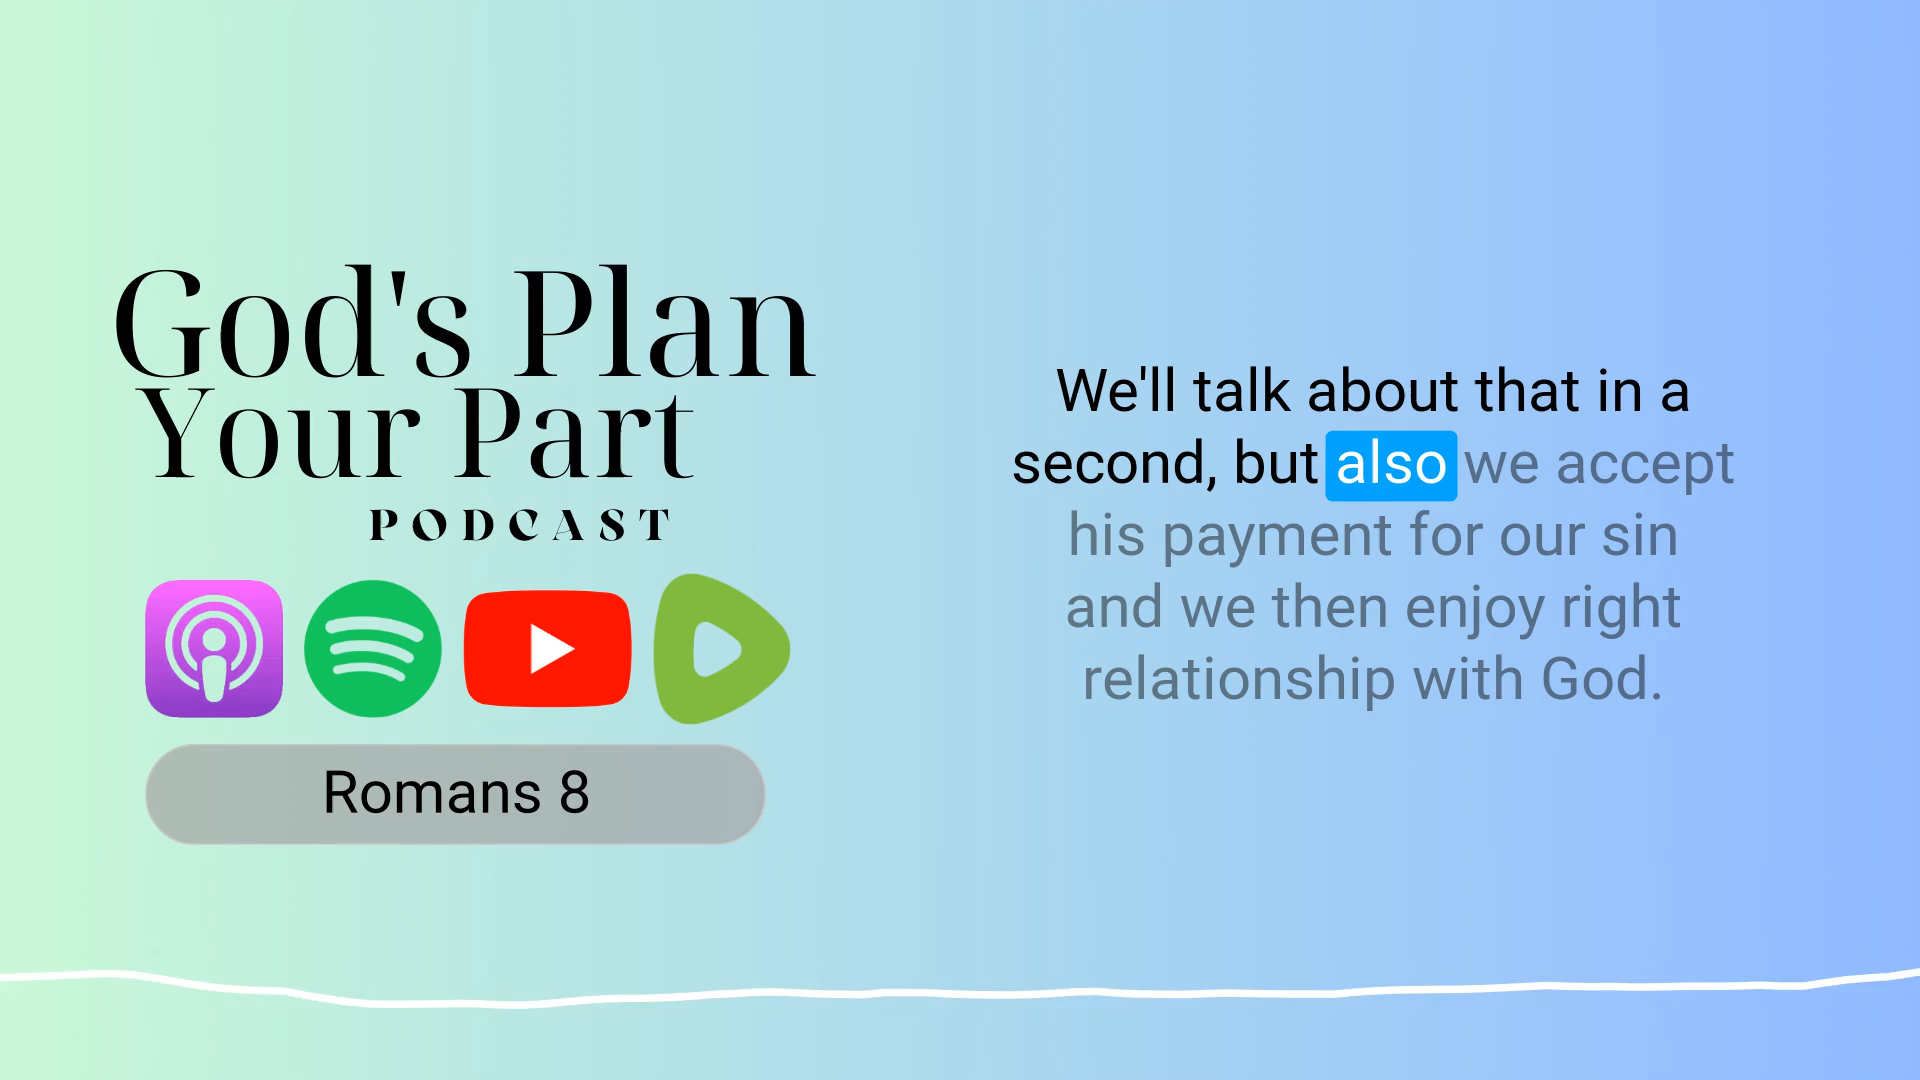 God's Plan
Your Part
PODCAST
Romans 8
We'll talk about that in a
second, but also we accept
his payment for our sin
and we then enjoy right
relationship with God.